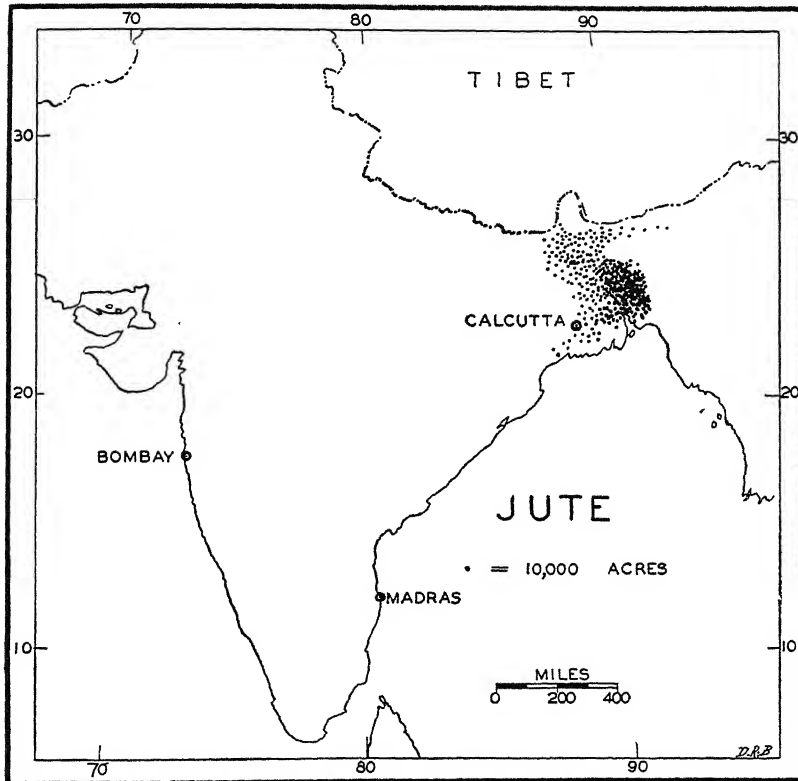 70 80 90
TIBET
30 30
CALCUTTA
20 20
BOMBAY
JUTE
• = 10,000 ACRES
MADRAS
10 10
MILES
0 200 400
D.R.B
70 80 90